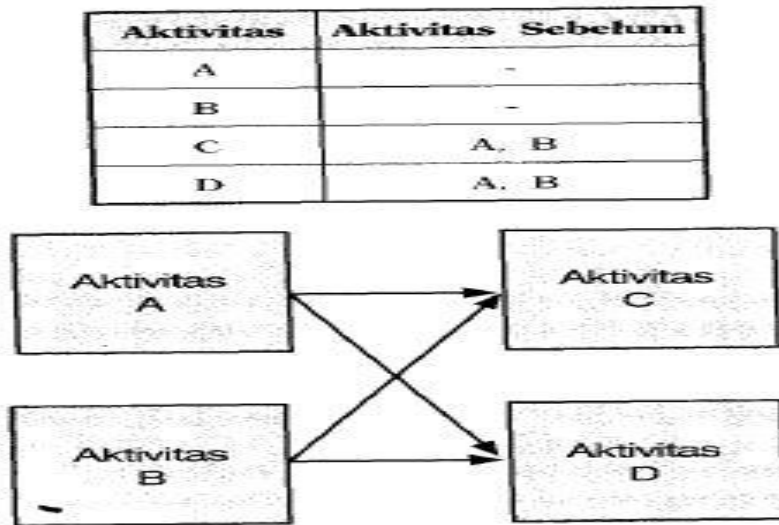 Aktivitas Aktivitas Sebelum
A -
B -
C A, B
D A, B
Aktivitas
A
Aktivitas
C
Aktivitas
B
Aktivitas
D